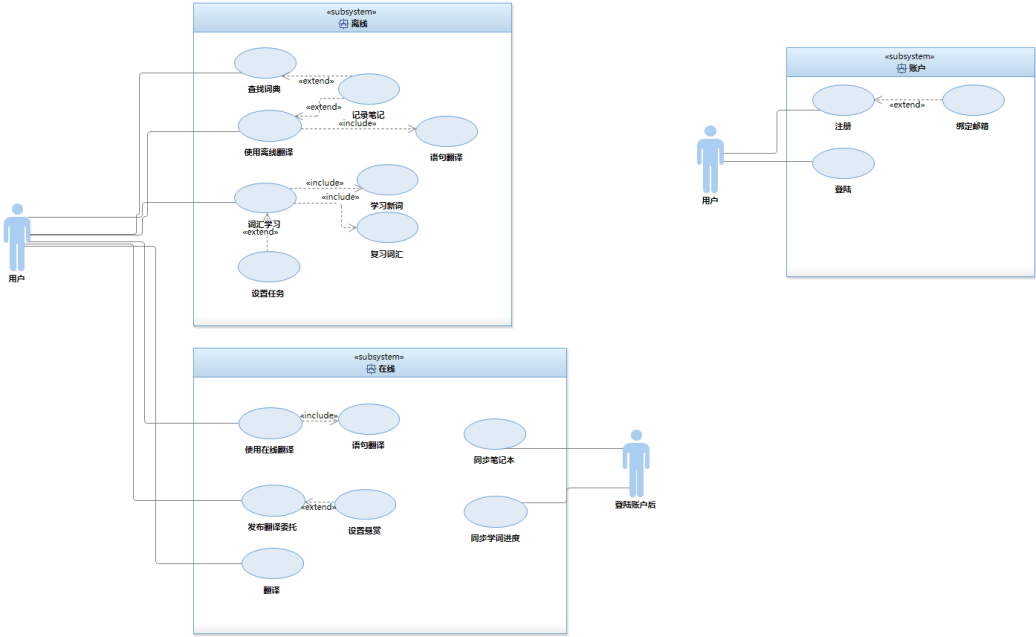 «subsystem»
离线
查找词典
«extend»
记录笔记
«extend»
使用离线翻译
«include»
语句翻译
词汇学习
«include»
学习新词
«include»
复习词汇
«extend»
设置任务
用户
«subsystem»
账户
注册
«extend»
绑定邮箱
登陆
用户
«subsystem»
在线
使用在线翻译
«include»
语句翻译
同步笔记本
发布翻译委托
«extend»
设置悬赏
同步学词进度
翻译
登陆账户后